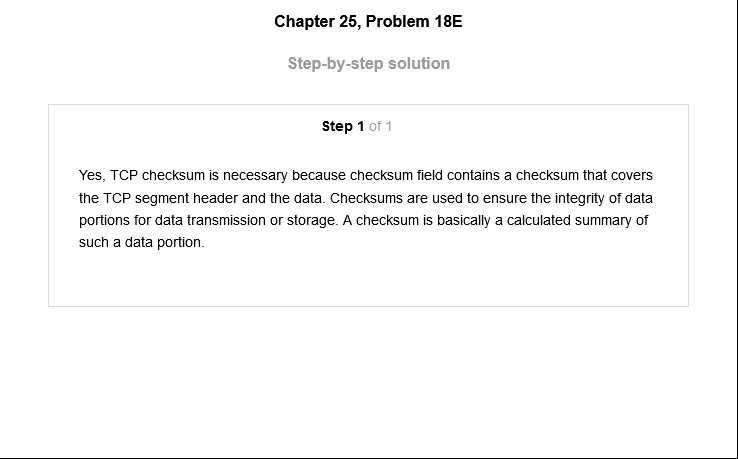 Chapter 25, Problem 18E
Step-by-step solution
Step 1 of 1
Yes, TCP checksum is necessary because checksum field contains a checksum that covers
the TCP segment header and the data. Checksums are used to ensure the integrity of data
portions for data transmission or storage. A checksum is basically a calculated summary of
such a data portion.